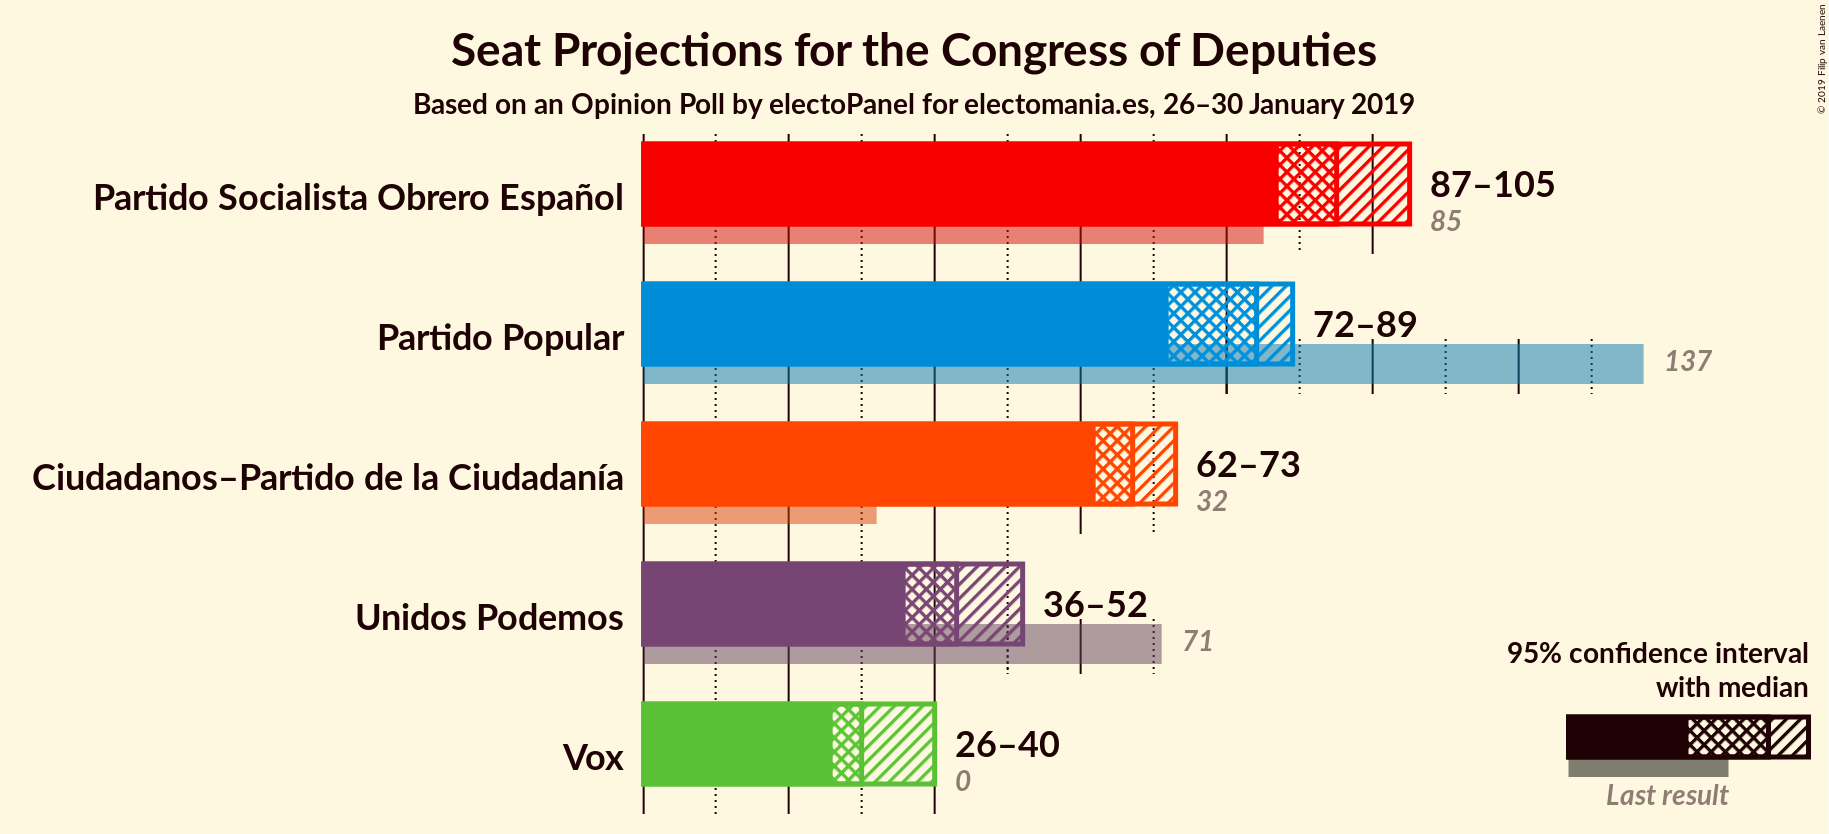 Seat Projections for the Congress of Deputies
Based on an Opinion Poll by electoPanel for electomania.es, 26–30 January 2019
© 2019 Filip van Laenen
Partido Socialista Obrero Español
87–105
85
Partido Popular
72–89
137
Ciudadanos–Partido de la Ciudadanía
62–73
32
Unidos Podemos
36–52
71
Vox
26–40
0
95% confidence interval
with median
Last result